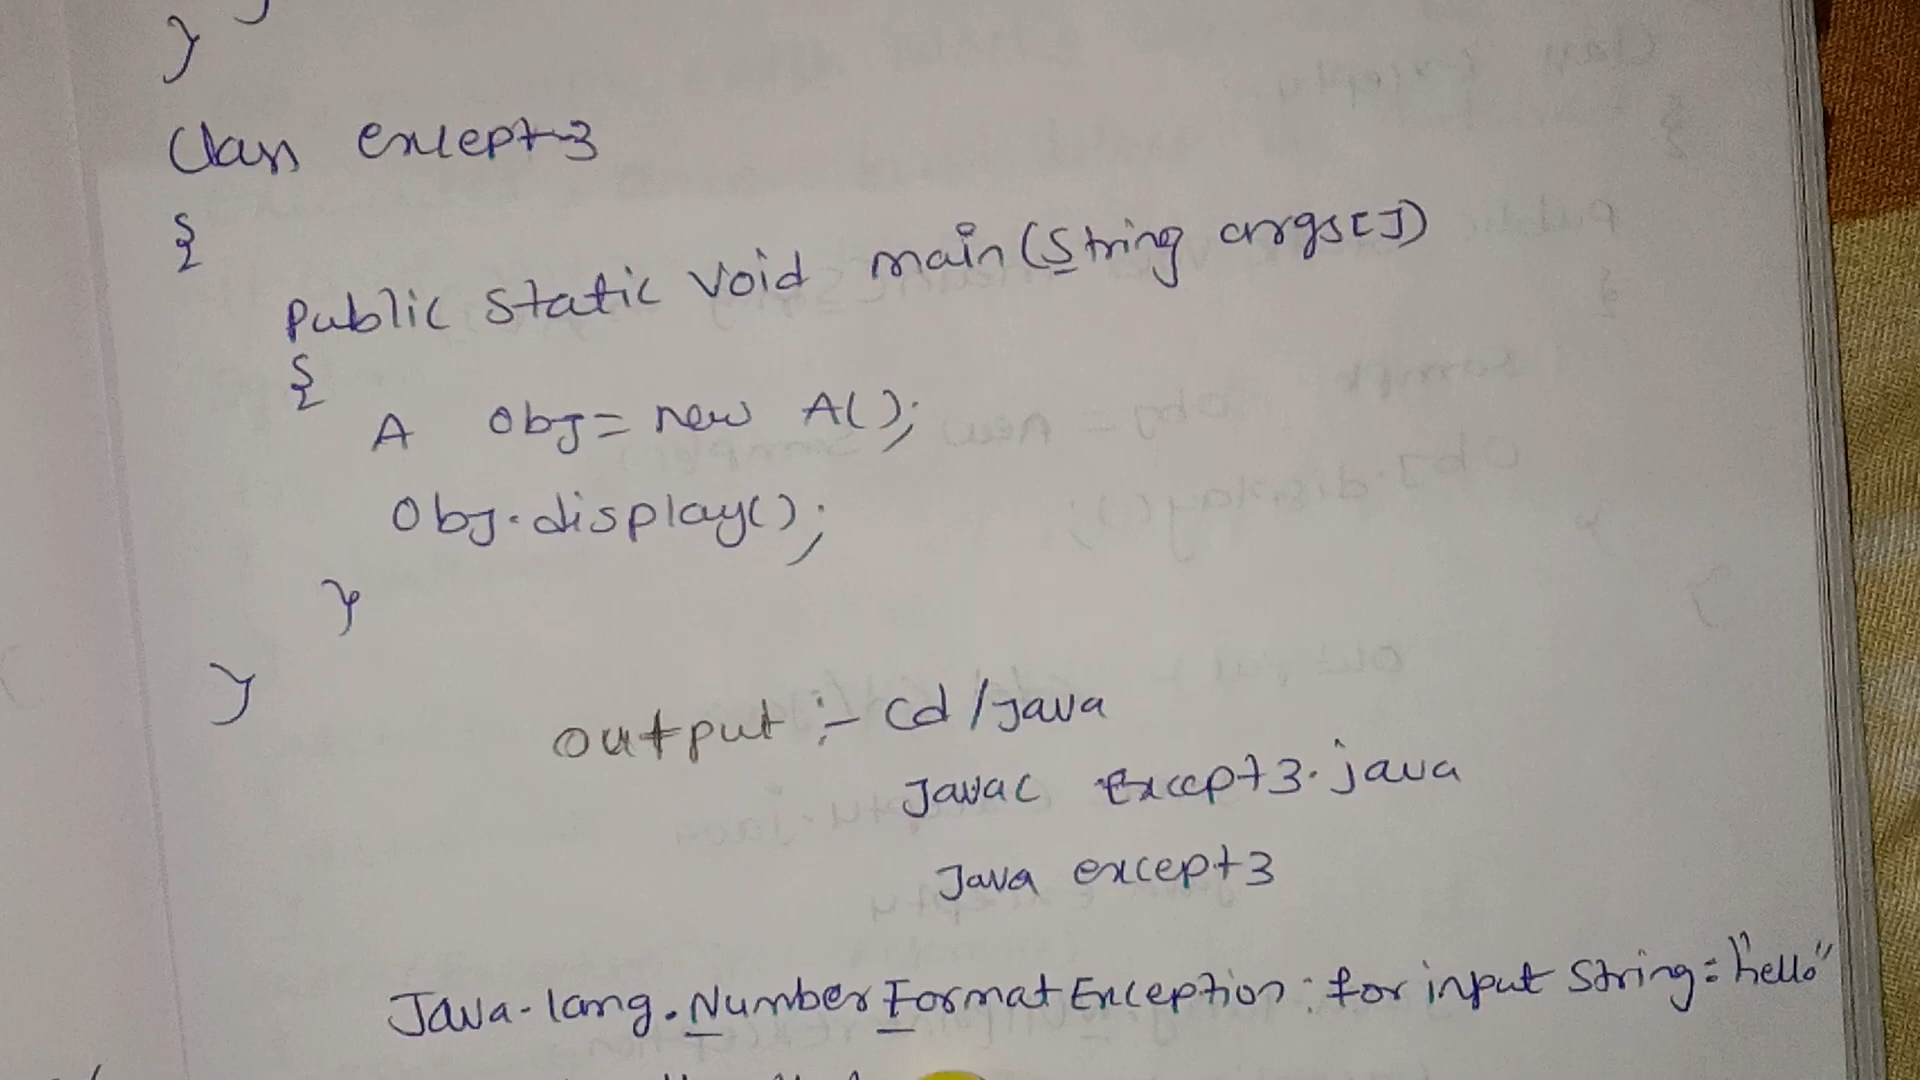 }
Class except3
{
Public static void main(String args[])
{
A Obj= new A();
Obj.display();
}
}
output :- cd /java
Javac Except3.java
Java except3
Java.lang.NumberFormatException: for input String: "hello"